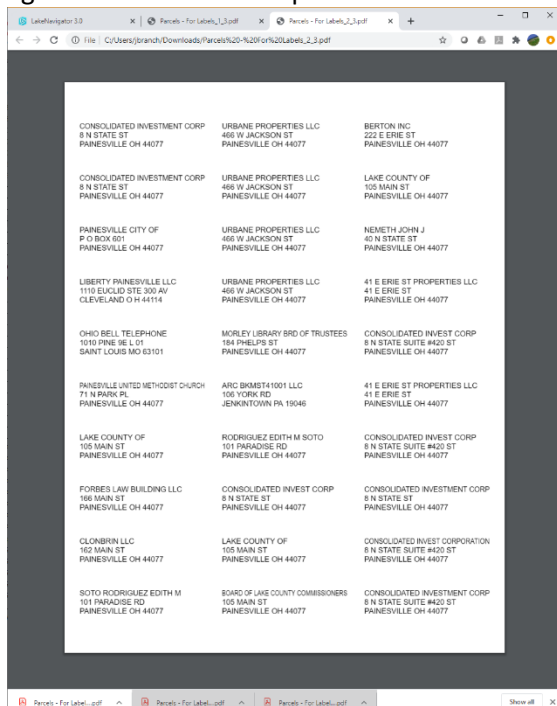 LakeNavigator 3.0
Parcels - For Labels_1_3.pdf
Parcels - For Labels_2_3.pdf
File C:/Users/jbranch/Downloads/Parcels%20-%20For%20Labels_2_3.pdf
CONSOLIDATED INVESTMENT CORP
8 N STATE ST
PAINESVILLE OH 44077
URBANE PROPERTIES LLC
466 W JACKSON ST
PAINESVILLE OH 44077
BERTON INC
222 E ERIE ST
PAINESVILLE OH 44077
CONSOLIDATED INVESTMENT CORP
8 N STATE ST
PAINESVILLE OH 44077
URBANE PROPERTIES LLC
466 W JACKSON ST
PAINESVILLE OH 44077
LAKE COUNTY OF
105 MAIN ST
PAINESVILLE OH 44077
PAINESVILLE CITY OF
P O BOX 601
PAINESVILLE OH 44077
URBANE PROPERTIES LLC
466 W JACKSON ST
PAINESVILLE OH 44077
NEMETH JOHN J
40 N STATE ST
PAINESVILLE OH 44077
LIBERTY PAINESVILLE LLC
1110 EUCLID STE 300 AV
CLEVELAND O H 44114
URBANE PROPERTIES LLC
466 W JACKSON ST
PAINESVILLE OH 44077
41 E ERIE ST PROPERTIES LLC
41 E ERIE ST
PAINESVILLE OH 44077
OHIO BELL TELEPHONE
1010 PINE 9E L 01
SAINT LOUIS MO 63101
MORLEY LIBRARY BRD OF TRUSTEES
184 PHELPS ST
PAINESVILLE OH 44077
CONSOLIDATED INVEST CORP
8 N STATE SUITE #420 ST
PAINESVILLE OH 44077
PAINESVILLE UNITED METHODIST CHURCH
71 N PARK PL
PAINESVILLE OH 44077
ARC BKMST41001 LLC
106 YORK RD
JENKINTOWN PA 19046
41 E ERIE ST PROPERTIES LLC
41 E ERIE ST
PAINESVILLE OH 44077
LAKE COUNTY OF
105 MAIN ST
PAINESVILLE OH 44077
RODRIGUEZ EDITH M SOTO
101 PARADISE RD
PAINESVILLE OH 44077
CONSOLIDATED INVEST CORP
8 N STATE SUITE #420 ST
PAINESVILLE OH 44077
FORBES LAW BUILDING LLC
166 MAIN ST
PAINESVILLE OH 44077
CONSOLIDATED INVEST CORP
8 N STATE ST
PAINESVILLE OH 44077
CONSOLIDATED INVESTMENT CORP
8 N STATE ST
PAINESVILLE OH 44077
CLONBRIN LLC
162 MAIN ST
PAINESVILLE OH 44077
LAKE COUNTY OF
105 MAIN ST
PAINESVILLE OH 44077
CONSOLIDATED INVEST CORPORATION
8 N STATE SUITE #420 ST
PAINESVILLE OH 44077
SOTO RODRIGUEZ EDITH M
101 PARADISE RD
PAINESVILLE OH 44077
BOARD OF LAKE COUNTY COMMISSIONERS
105 MAIN ST
PAINESVILLE OH 44077
CONSOLIDATED INVESTMENT CORP
8 N STATE SUITE #420 ST
PAINESVILLE OH 44077
Parcels - For Label....pdf
Parcels - For Label....pdf
Parcels - For Label....pdf
Show all